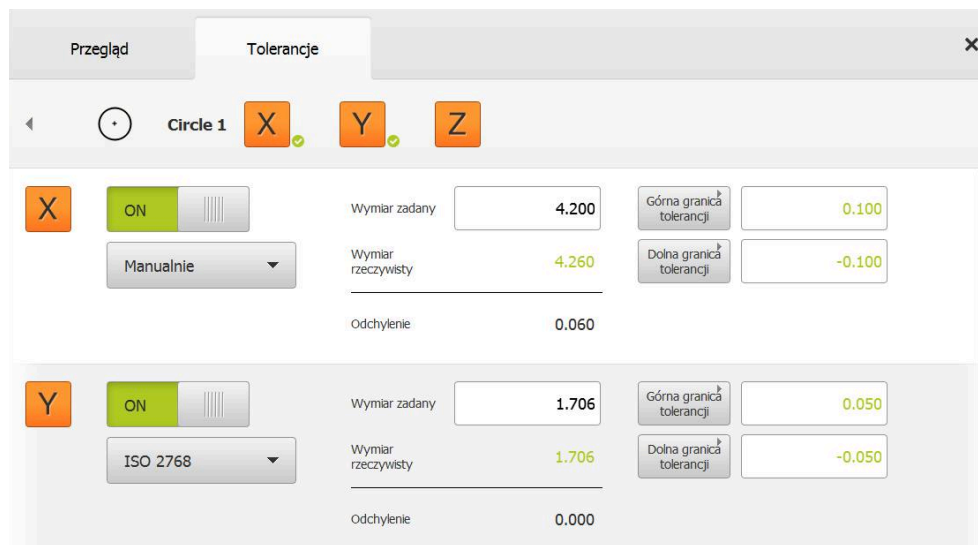 Przegląd Tolerancje
Circle 1 X Y Z
X ON Wymiar zadany 4.200 Górna granica tolerancji 0.100
Manualnie Wymiar rzeczywisty 4.260 Dolna granica tolerancji -0.100
Odchylenie 0.060
Y ON Wymiar zadany 1.706 Górna granica tolerancji 0.050
ISO 2768 Wymiar rzeczywisty 1.706 Dolna granica tolerancji -0.050
Odchylenie 0.000